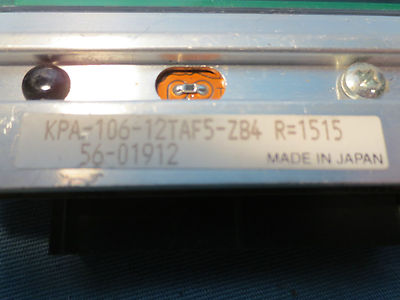 KPA-106-12TAF5-ZB4 R=1515
56-01912
MADE IN JAPAN